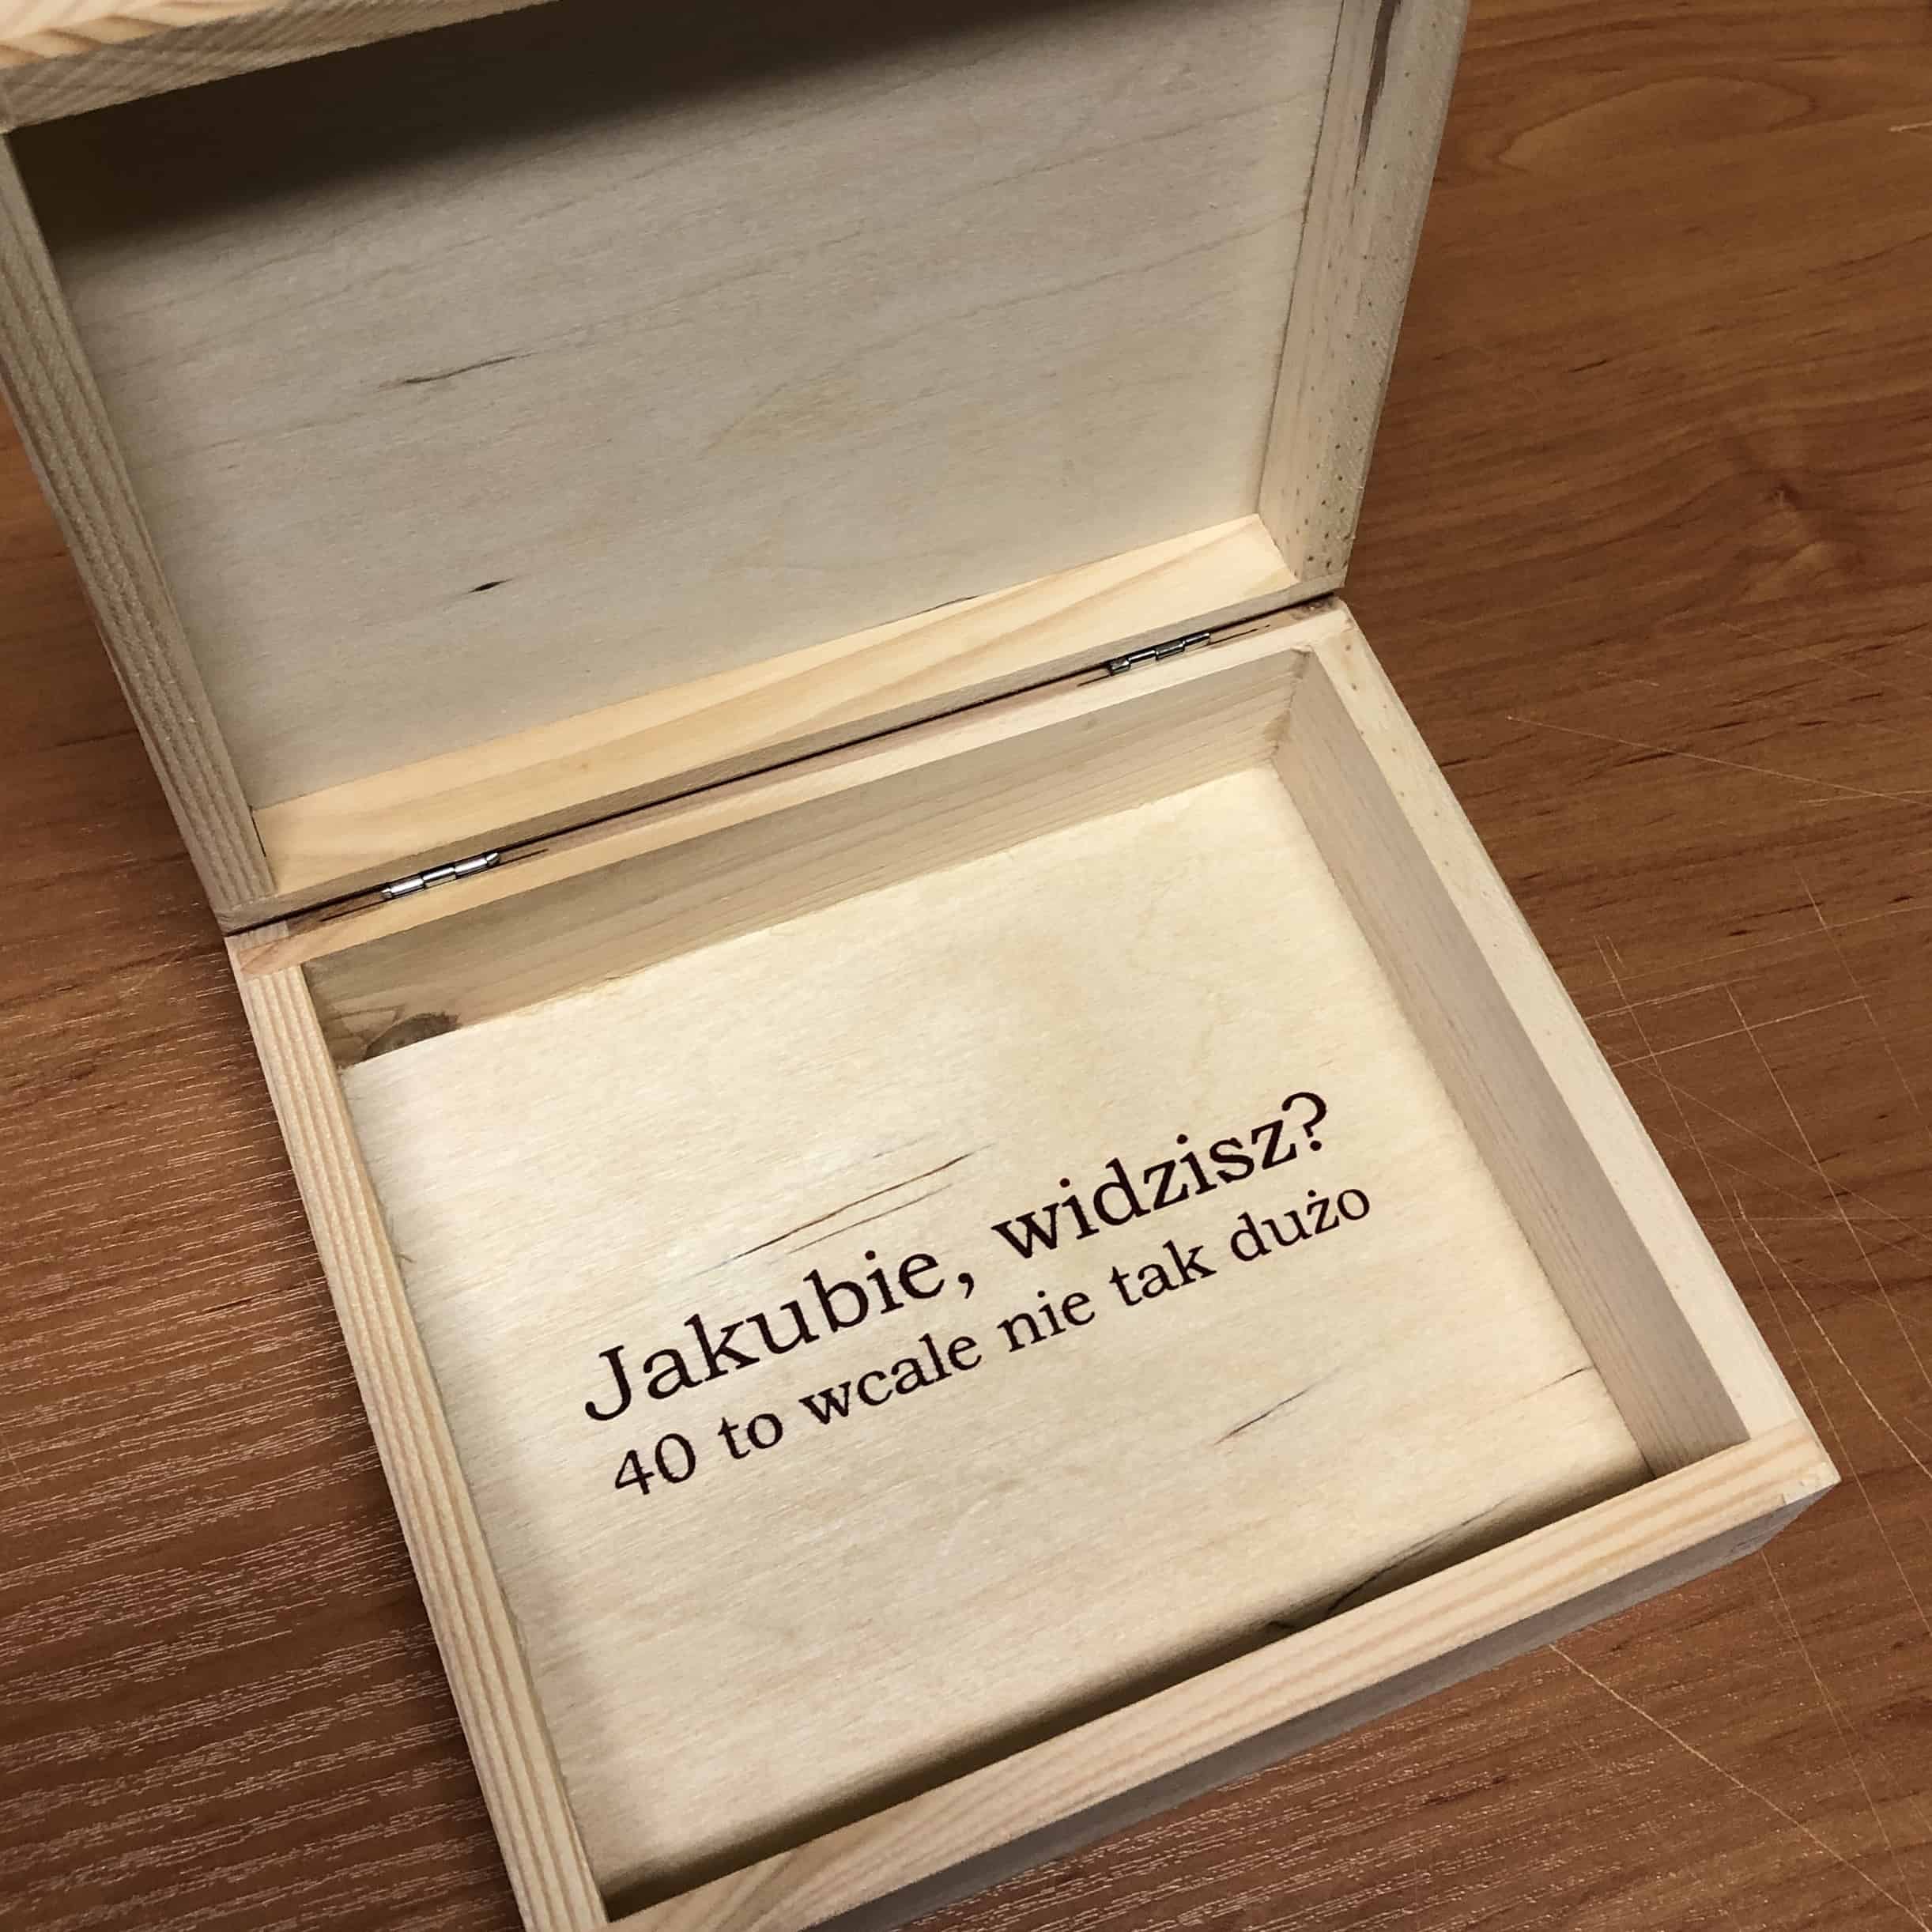 Jakubie, widzisz?
40 to wcale nie tak dużo